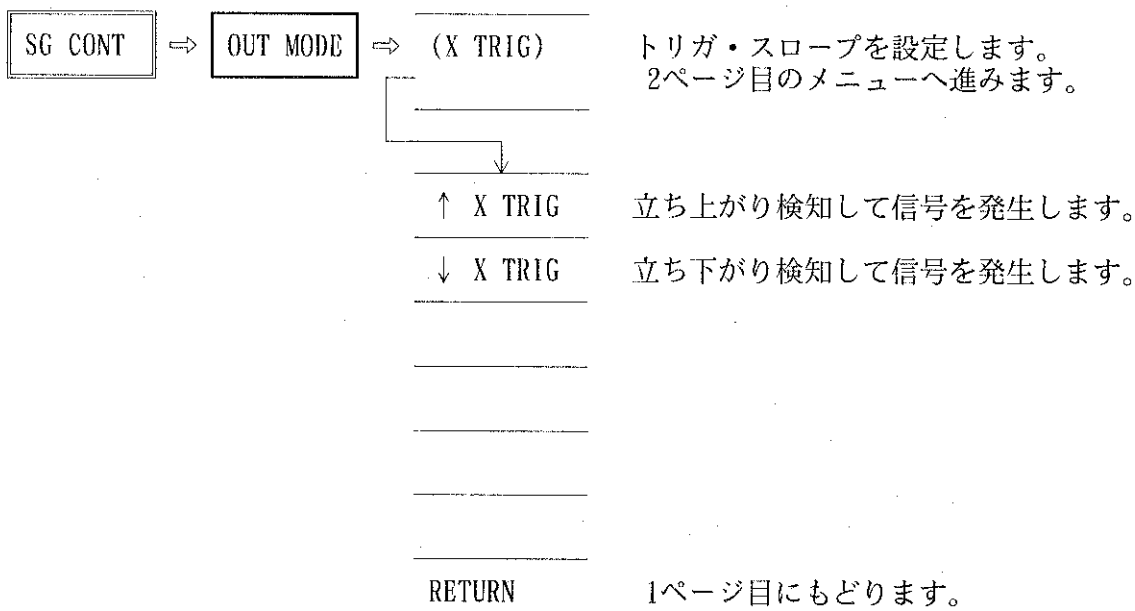 SG CONT ⇒ OUT MODE ⇒ (X TRIG) トリガ・スロープを設定します。
2ページ目のメニューへ進みます。
↑ X TRIG 立ち上がり検知して信号を発生します。
↓ X TRIG 立ち下がり検知して信号を発生します。
RETURN 1ページ目にもどります。